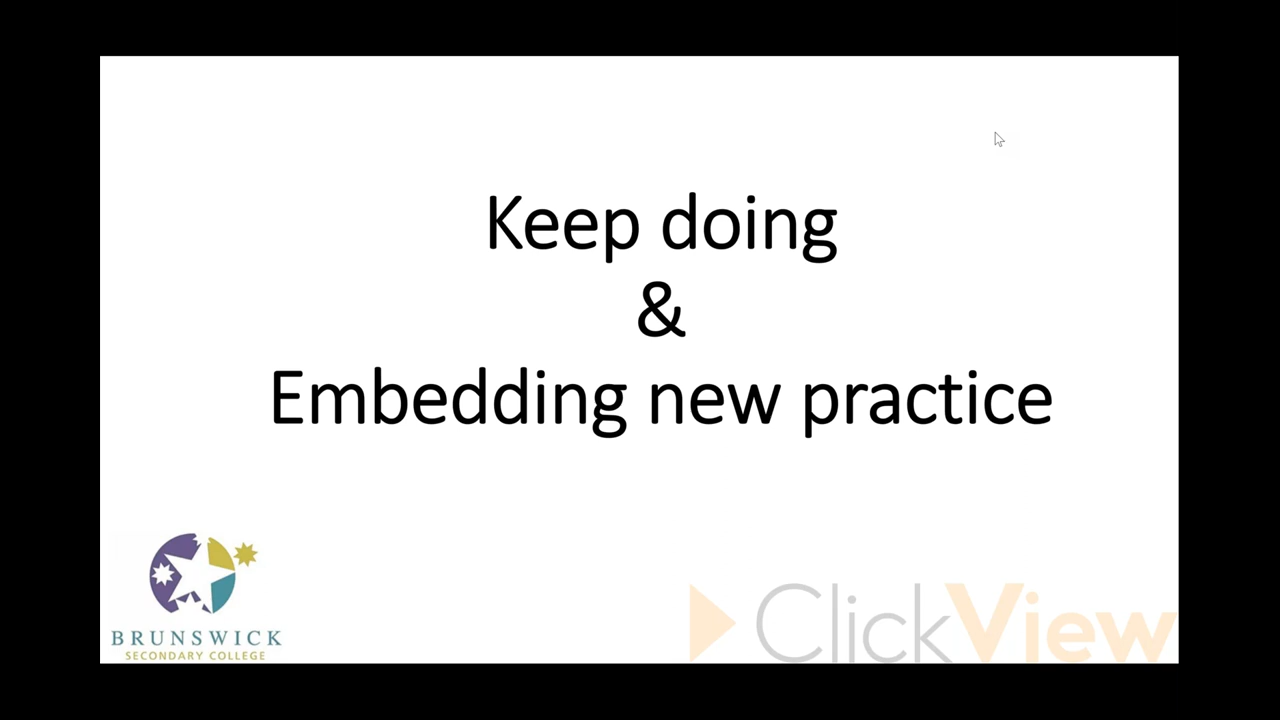 Keep doing
&
Embedding new practice
BRUNSWICK
SECONDARY COLLEGE
ClickView